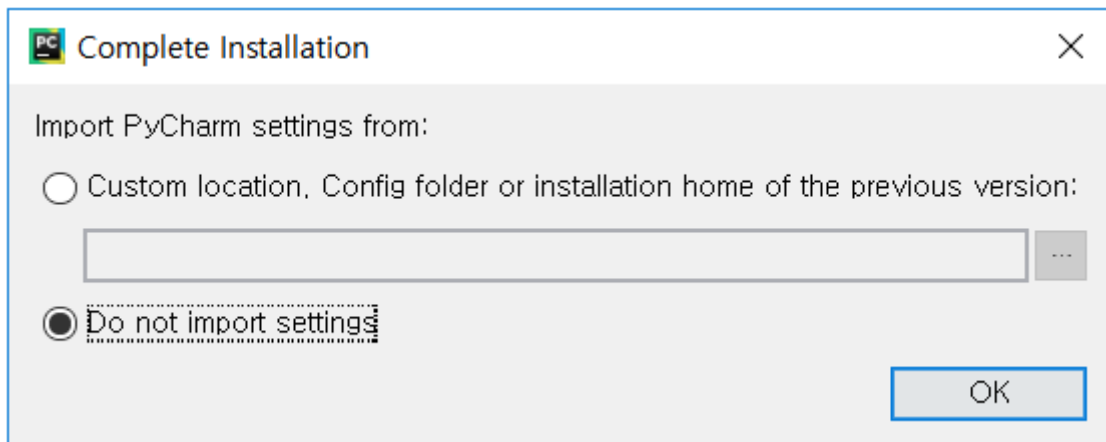 PC Complete Installation
Import PyCharm settings from:
Custom location. Config folder or installation home of the previous version:
...
Do not import settings
OK